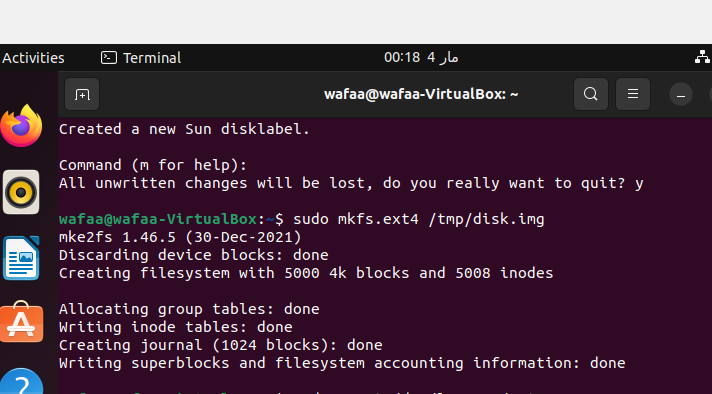 Activities Terminal 00:18 4 مار
wafaa@wafaa-VirtualBox: ~
Created a new Sun disklabel.
Command (m for help):
All unwritten changes will be lost, do you really want to quit? y
wafaa@wafaa-VirtualBox:~$ sudo mkfs.ext4 /tmp/disk.img
mke2fs 1.46.5 (30-Dec-2021)
Discarding device blocks: done
Creating filesystem with 5000 4k blocks and 5008 inodes
Allocating group tables: done
Writing inode tables: done
Creating journal (1024 blocks): done
Writing superblocks and filesystem accounting information: done